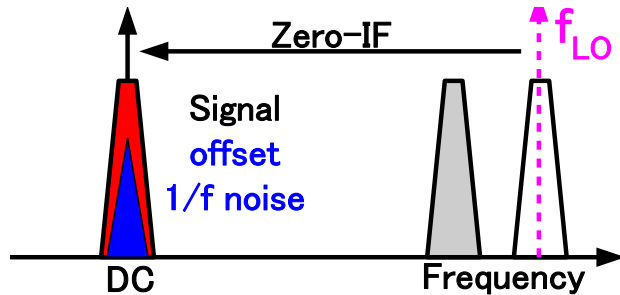 Zero-IF
fLO
Signal
offset
1/f noise
DC
Frequency